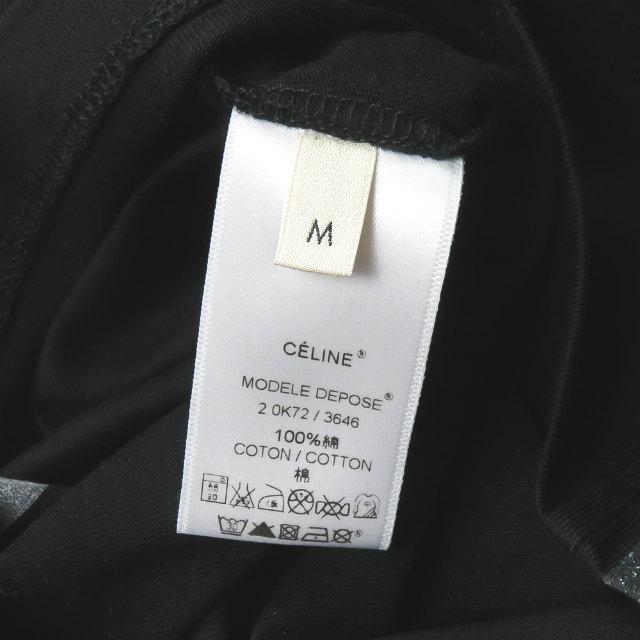 M
CÉLINE®
MODELE DEPOSE®
2 0K72 / 3646
100%綿
COTON / COTTON
棉